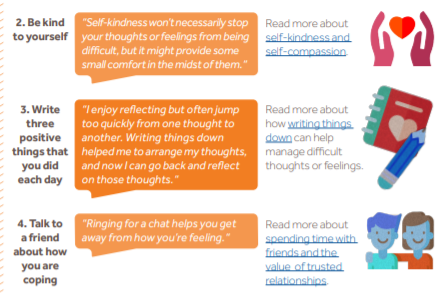 2. Be kind
to yourself
"Self-kindness won't necessarily stop
your thoughts or feelings from being
difficult, but it might provide some
small comfort in the midst of them."
Read more about
self-kindness and
self-compassion.
3. Write
three
positive
things that
you did
each day
"I enjoy reflecting but often jump
too quickly from one thought to
another. Writing things down
helped me to arrange my thoughts,
and now I can go back and reflect
on those thoughts."
Read more about
how writing things
down can help
manage difficult
thoughts or feelings.
4. Talk to
a friend
about how
you are
coping
"Ringing for a chat helps you get
away from how you're feeling."
Read more about
spending time with
friends and the
value of trusted
relationships.